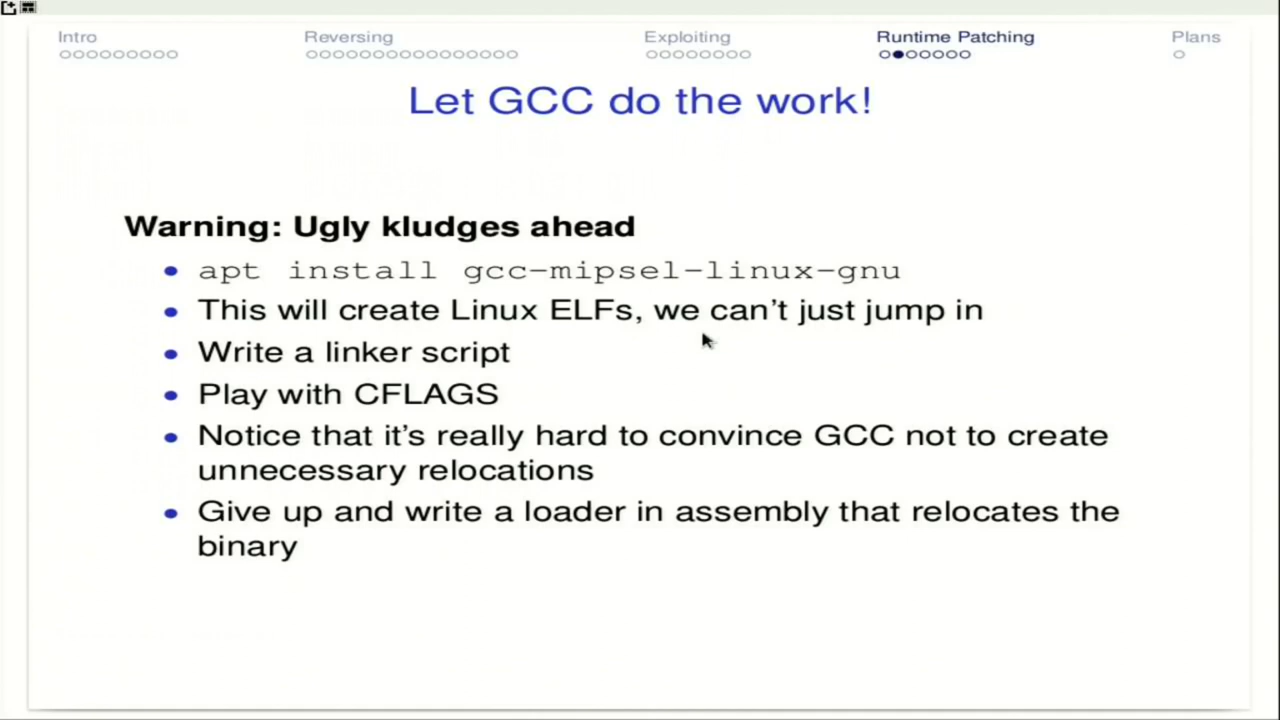 Intro
Reversing
Exploiting
Runtime Patching
Plans
Let GCC do the work!
Warning: Ugly kludges ahead
apt install gcc-mipsel-linux-gnu
This will create Linux ELFs, we can't just jump in
Write a linker script
Play with CFLAGS
Notice that it's really hard to convince GCC not to create
unnecessary relocations
Give up and write a loader in assembly that relocates the
binary